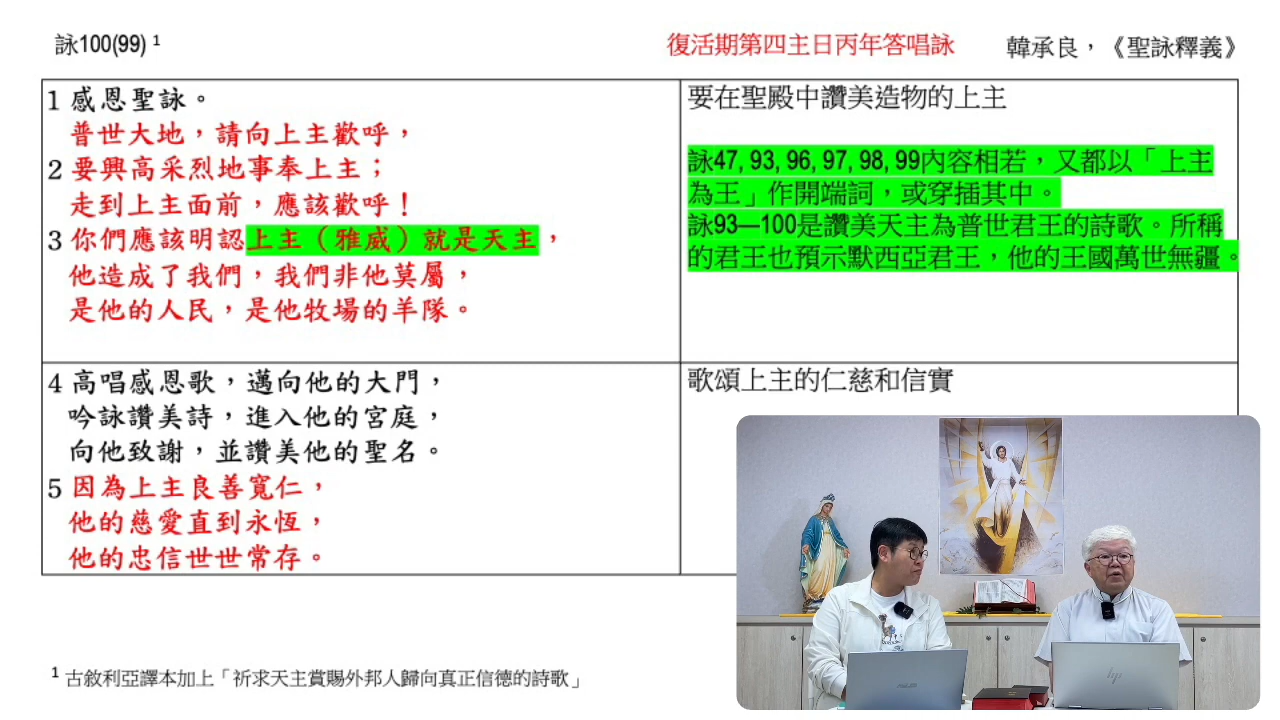 詠100(99) ¹
復活期第四主日丙年答唱詠
韓承良，《聖詠釋義》
1 感恩聖詠。
普世大地，請向上主歡呼，
2 要興高采烈地事奉上主；
走到上主面前，應該歡呼！
3 你們應該明認上主（雅威）就是天主，
他造成了我們，我們非他莫屬，
是他的人民，是他牧場的羊隊。
要在聖殿中讚美造物的上主
詠47, 93, 96, 97, 98, 99內容相若，又都以「上主
為王」作開端詞，或穿插其中。
詠93—100是讚美天主為普世君王的詩歌。所稱
的君王也預示默西亞君王，他的王國萬世無疆。
4 高唱感恩歌，邁向他的大門，
吟詠讚美詩，進入他的宮庭，
向他致謝，並讚美他的聖名。
5 因為上主良善寬仁，
他的慈愛直到永恆，
他的忠信世世常存。
歌頌上主的仁慈和信實
¹ 古敘利亞譯本加上「祈求天主賞賜外邦人歸向真正信德的詩歌」
ASUS
hp